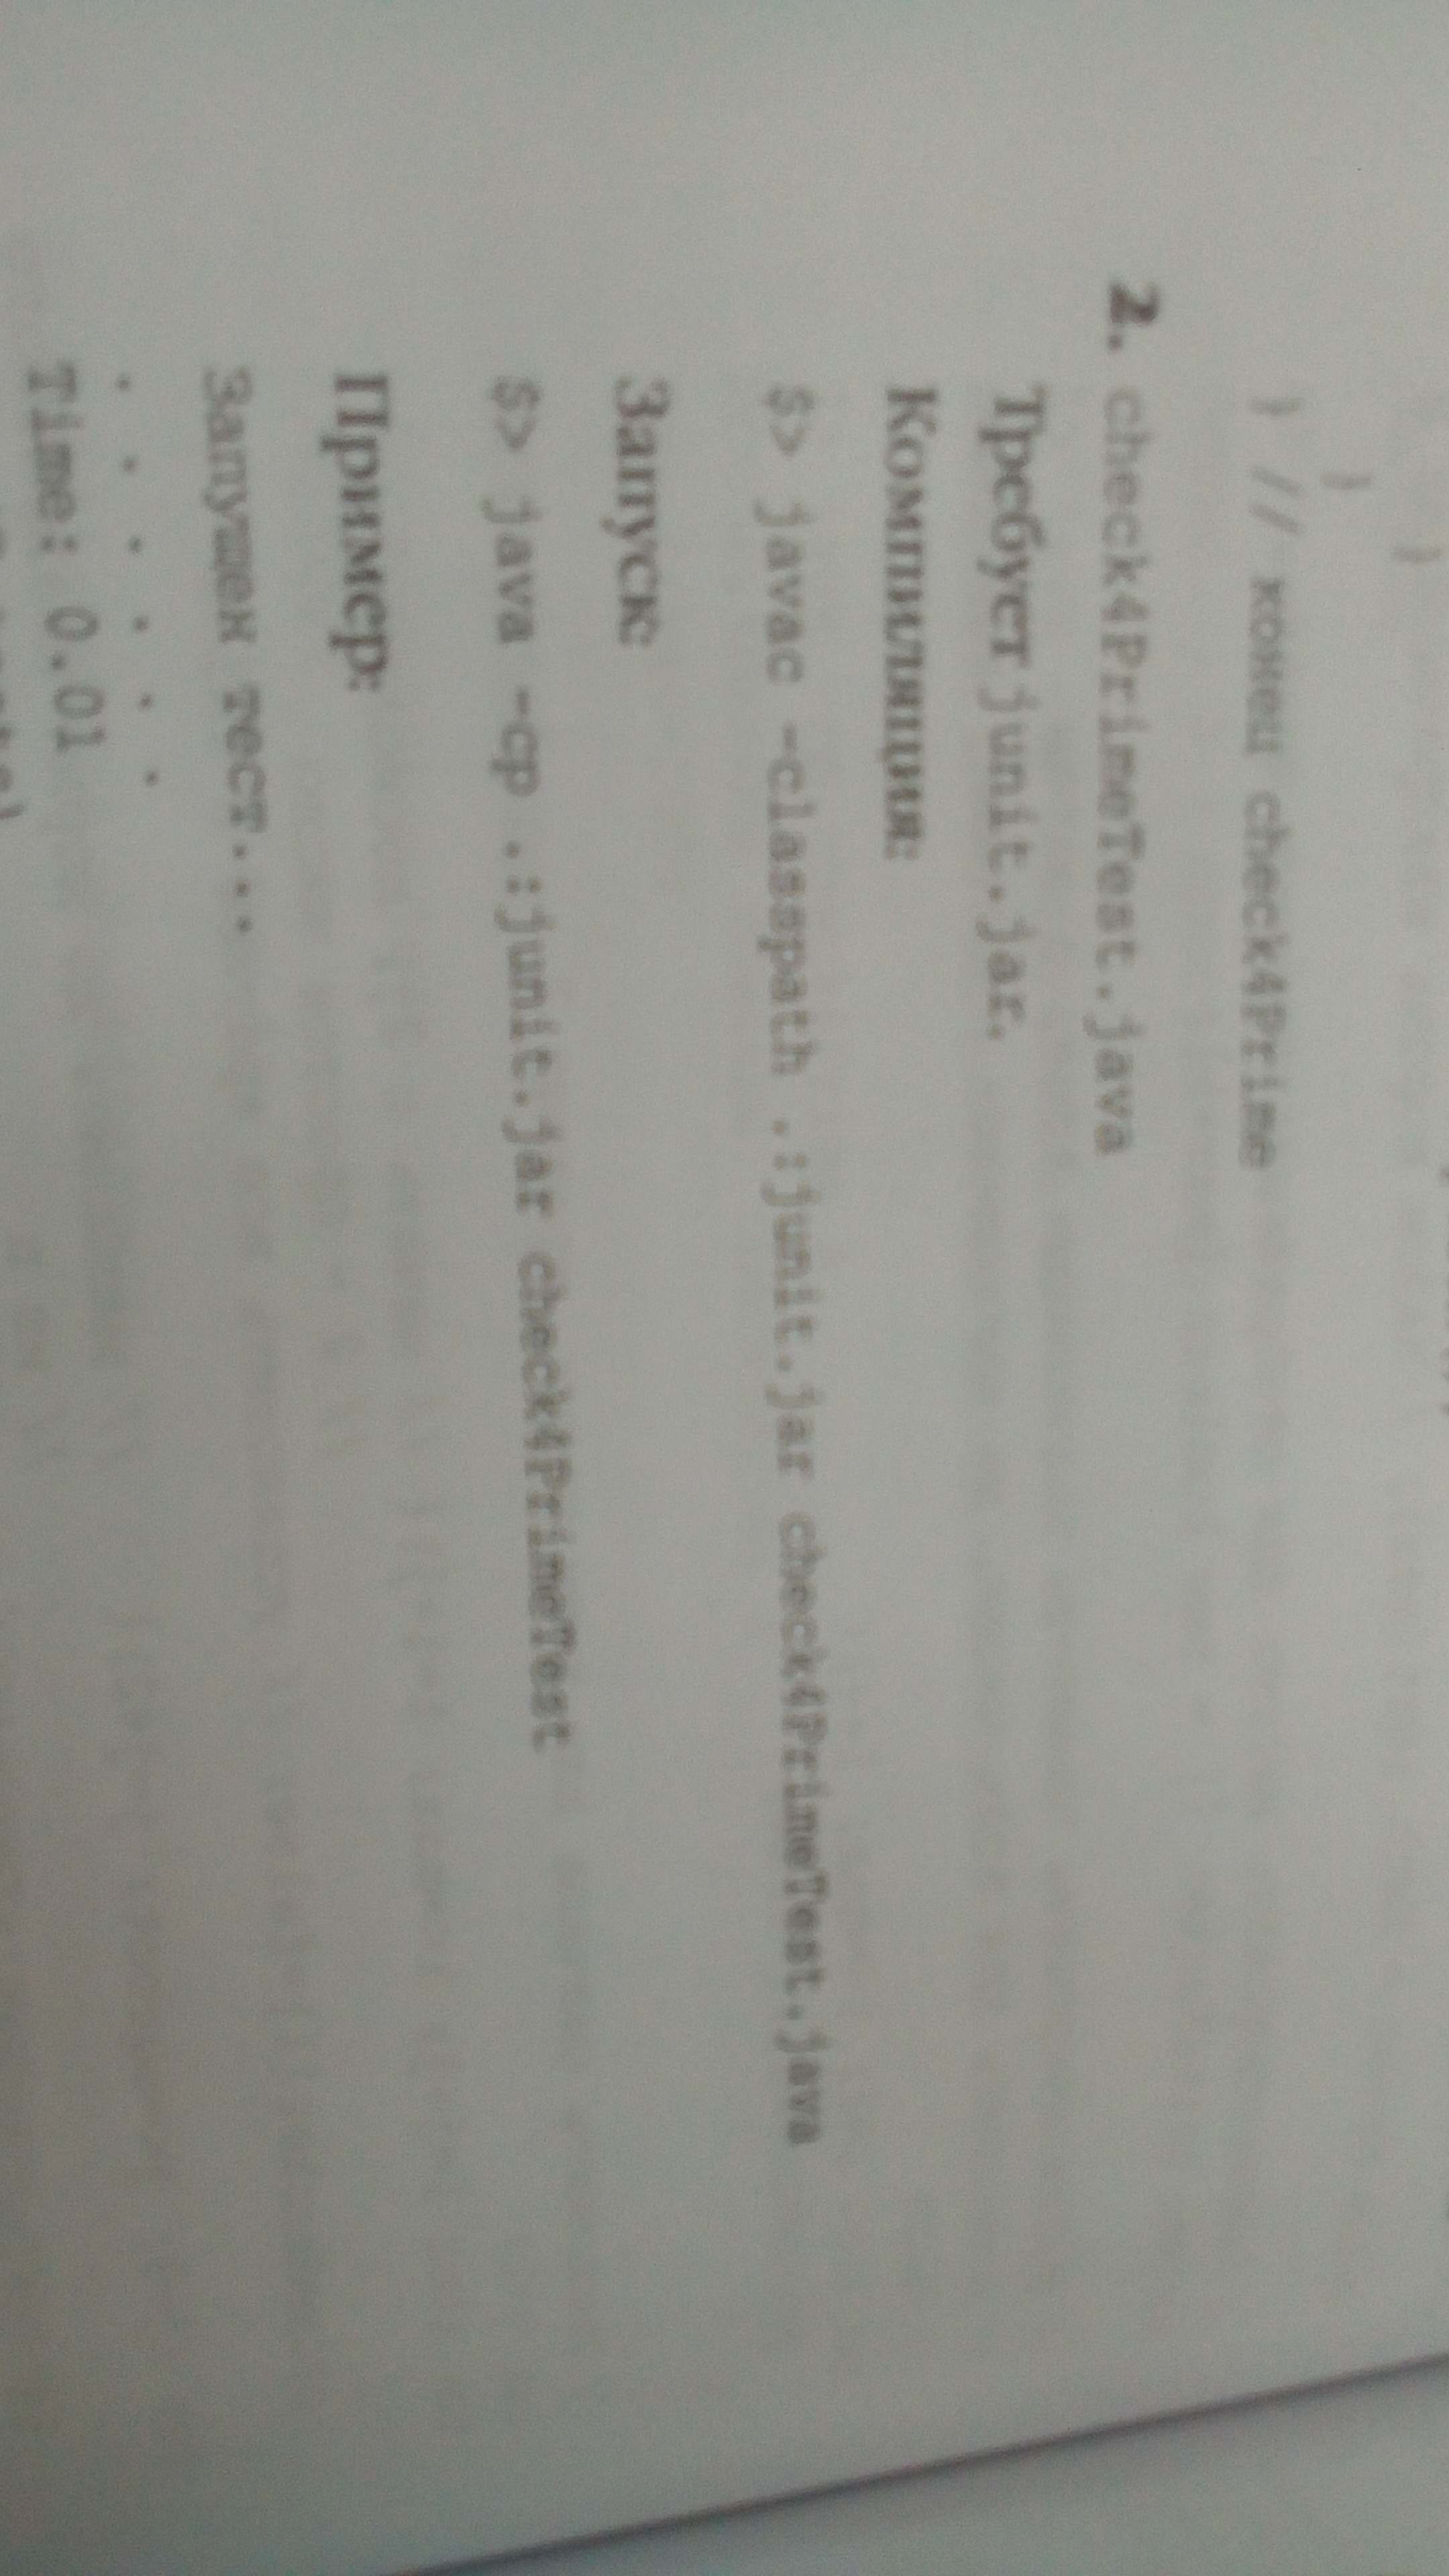 }
}
} // конец check4Prime
2. check4PrimeTest.java
Требует junit.jar.
Компиляция:
$> javac -classpath .:junit.jar check4PrimeTest.java
Запуск:
$> java -cp .:junit.jar check4PrimeTest
Пример:
Запущен тест...
. . . . . .
Time: 0.01